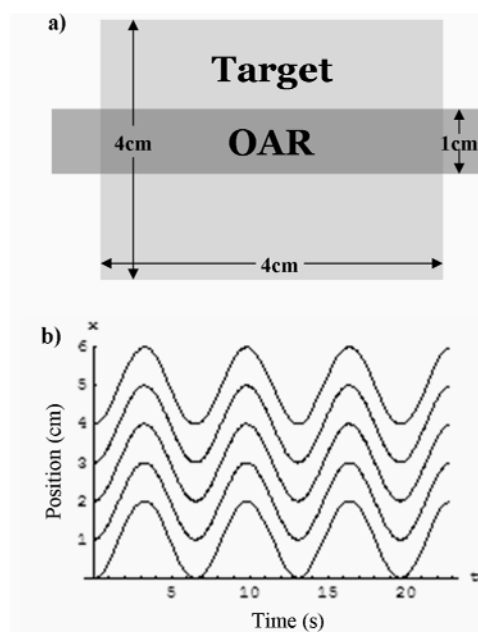 a)
Target
4cm
OAR
1cm
4cm
b)
x
6
5
4
3
2
1
Position (cm)
5 10 15 20 t
Time (s)